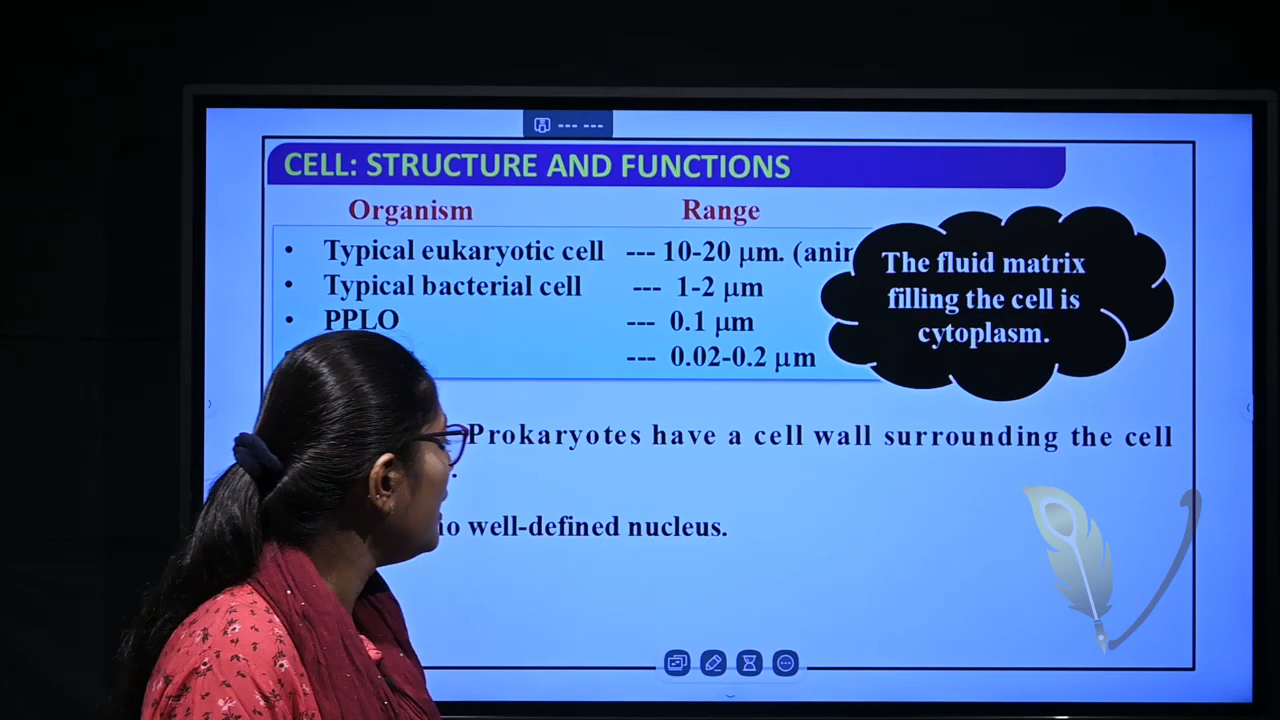 CELL: STRUCTURE AND FUNCTIONS
Organism Range
• Typical eukaryotic cell --- 10-20 μm. (anir
• Typical bacterial cell --- 1-2 μm
• PPLO --- 0.1 μm
--- 0.02-0.2 μm
The fluid matrix
filling the cell is
cytoplasm.
Prokaryotes have a cell wall surrounding the cell
no well-defined nucleus.